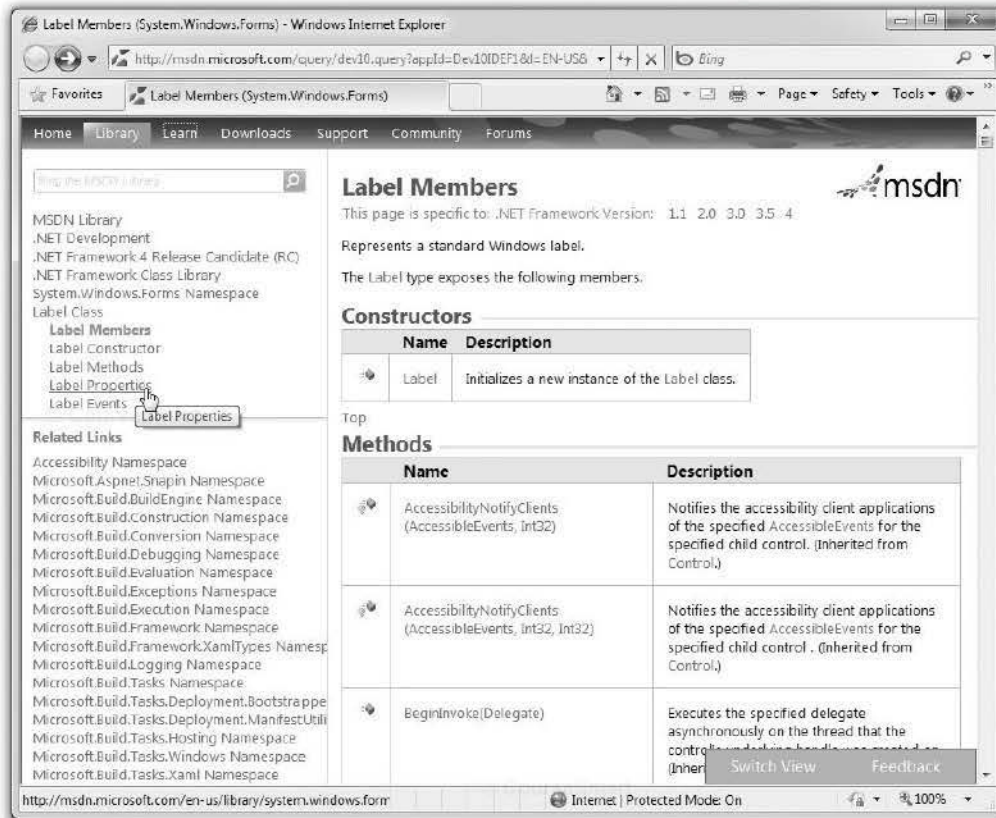 Label Members (System.Windows.Forms) - Windows Internet Explorer
http://msdn.microsoft.com/query/dev10.query?appId=Dev10IDEF1&l=EN-US&
Bing
Favorites
Label Members (System.Windows.Forms)
Page
Safety
Tools
Home
Library
Learn
Downloads
Support
Community
Forums
MSDN Library
.NET Development
.NET Framework 4 Release Candidate (RC)
.NET Framework Class Library
System.Windows.Forms Namespace
Label Class
Label Members
Label Constructor
Label Methods
Label Properties
Label Events
Label Properties
Related Links
Accessibility Namespace
Microsoft.Aspnet.Snapin Namespace
Microsoft.Build.BuildEngine Namespace
Microsoft.Build.Construction Namespace
Microsoft.Build.Conversion Namespace
Microsoft.Build.Debugging Namespace
Microsoft.Build.Evaluation Namespace
Microsoft.Build.Exceptions Namespace
Microsoft.Build.Execution Namespace
Microsoft.Build.Framework Namespace
Microsoft.Build.Framework.XamlTypes Namesp
Microsoft.Build.Logging Namespace
Microsoft.Build.Tasks Namespace
Microsoft.Build.Tasks.Deployment.Bootstrappe
Microsoft.Build.Tasks.Deployment.ManifestUtili
Microsoft.Build.Tasks.Hosting Namespace
Microsoft.Build.Tasks.Windows Namespace
Microsoft.Build.Tasks.Xaml Namespace
msdn
Label Members
This page is specific to: .NET Framework Version: 1.1 2.0 3.0 3.5 4
Represents a standard Windows label.
The Label type exposes the following members.
Constructors
Name Description
Label Initializes a new instance of the Label class.
Top
Methods
Name Description
AccessibilityNotifyClients
(AccessibleEvents, Int32)
Notifies the accessibility client applications
of the specified AccessibleEvents for the
specified child control. (Inherited from
Control.)
AccessibilityNotifyClients
(AccessibleEvents, Int32, Int32)
Notifies the accessibility client applications
of the specified AccessibleEvents for the
specified child control . (Inherited from
Control.)
BeginInvoke(Delegate)
Executes the specified delegate
asynchronously on the thread that the
(Inheri
Switch View
Feedback
http://msdn.microsoft.com/en-us/library/system.windows.form
Internet | Protected Mode: On
100%